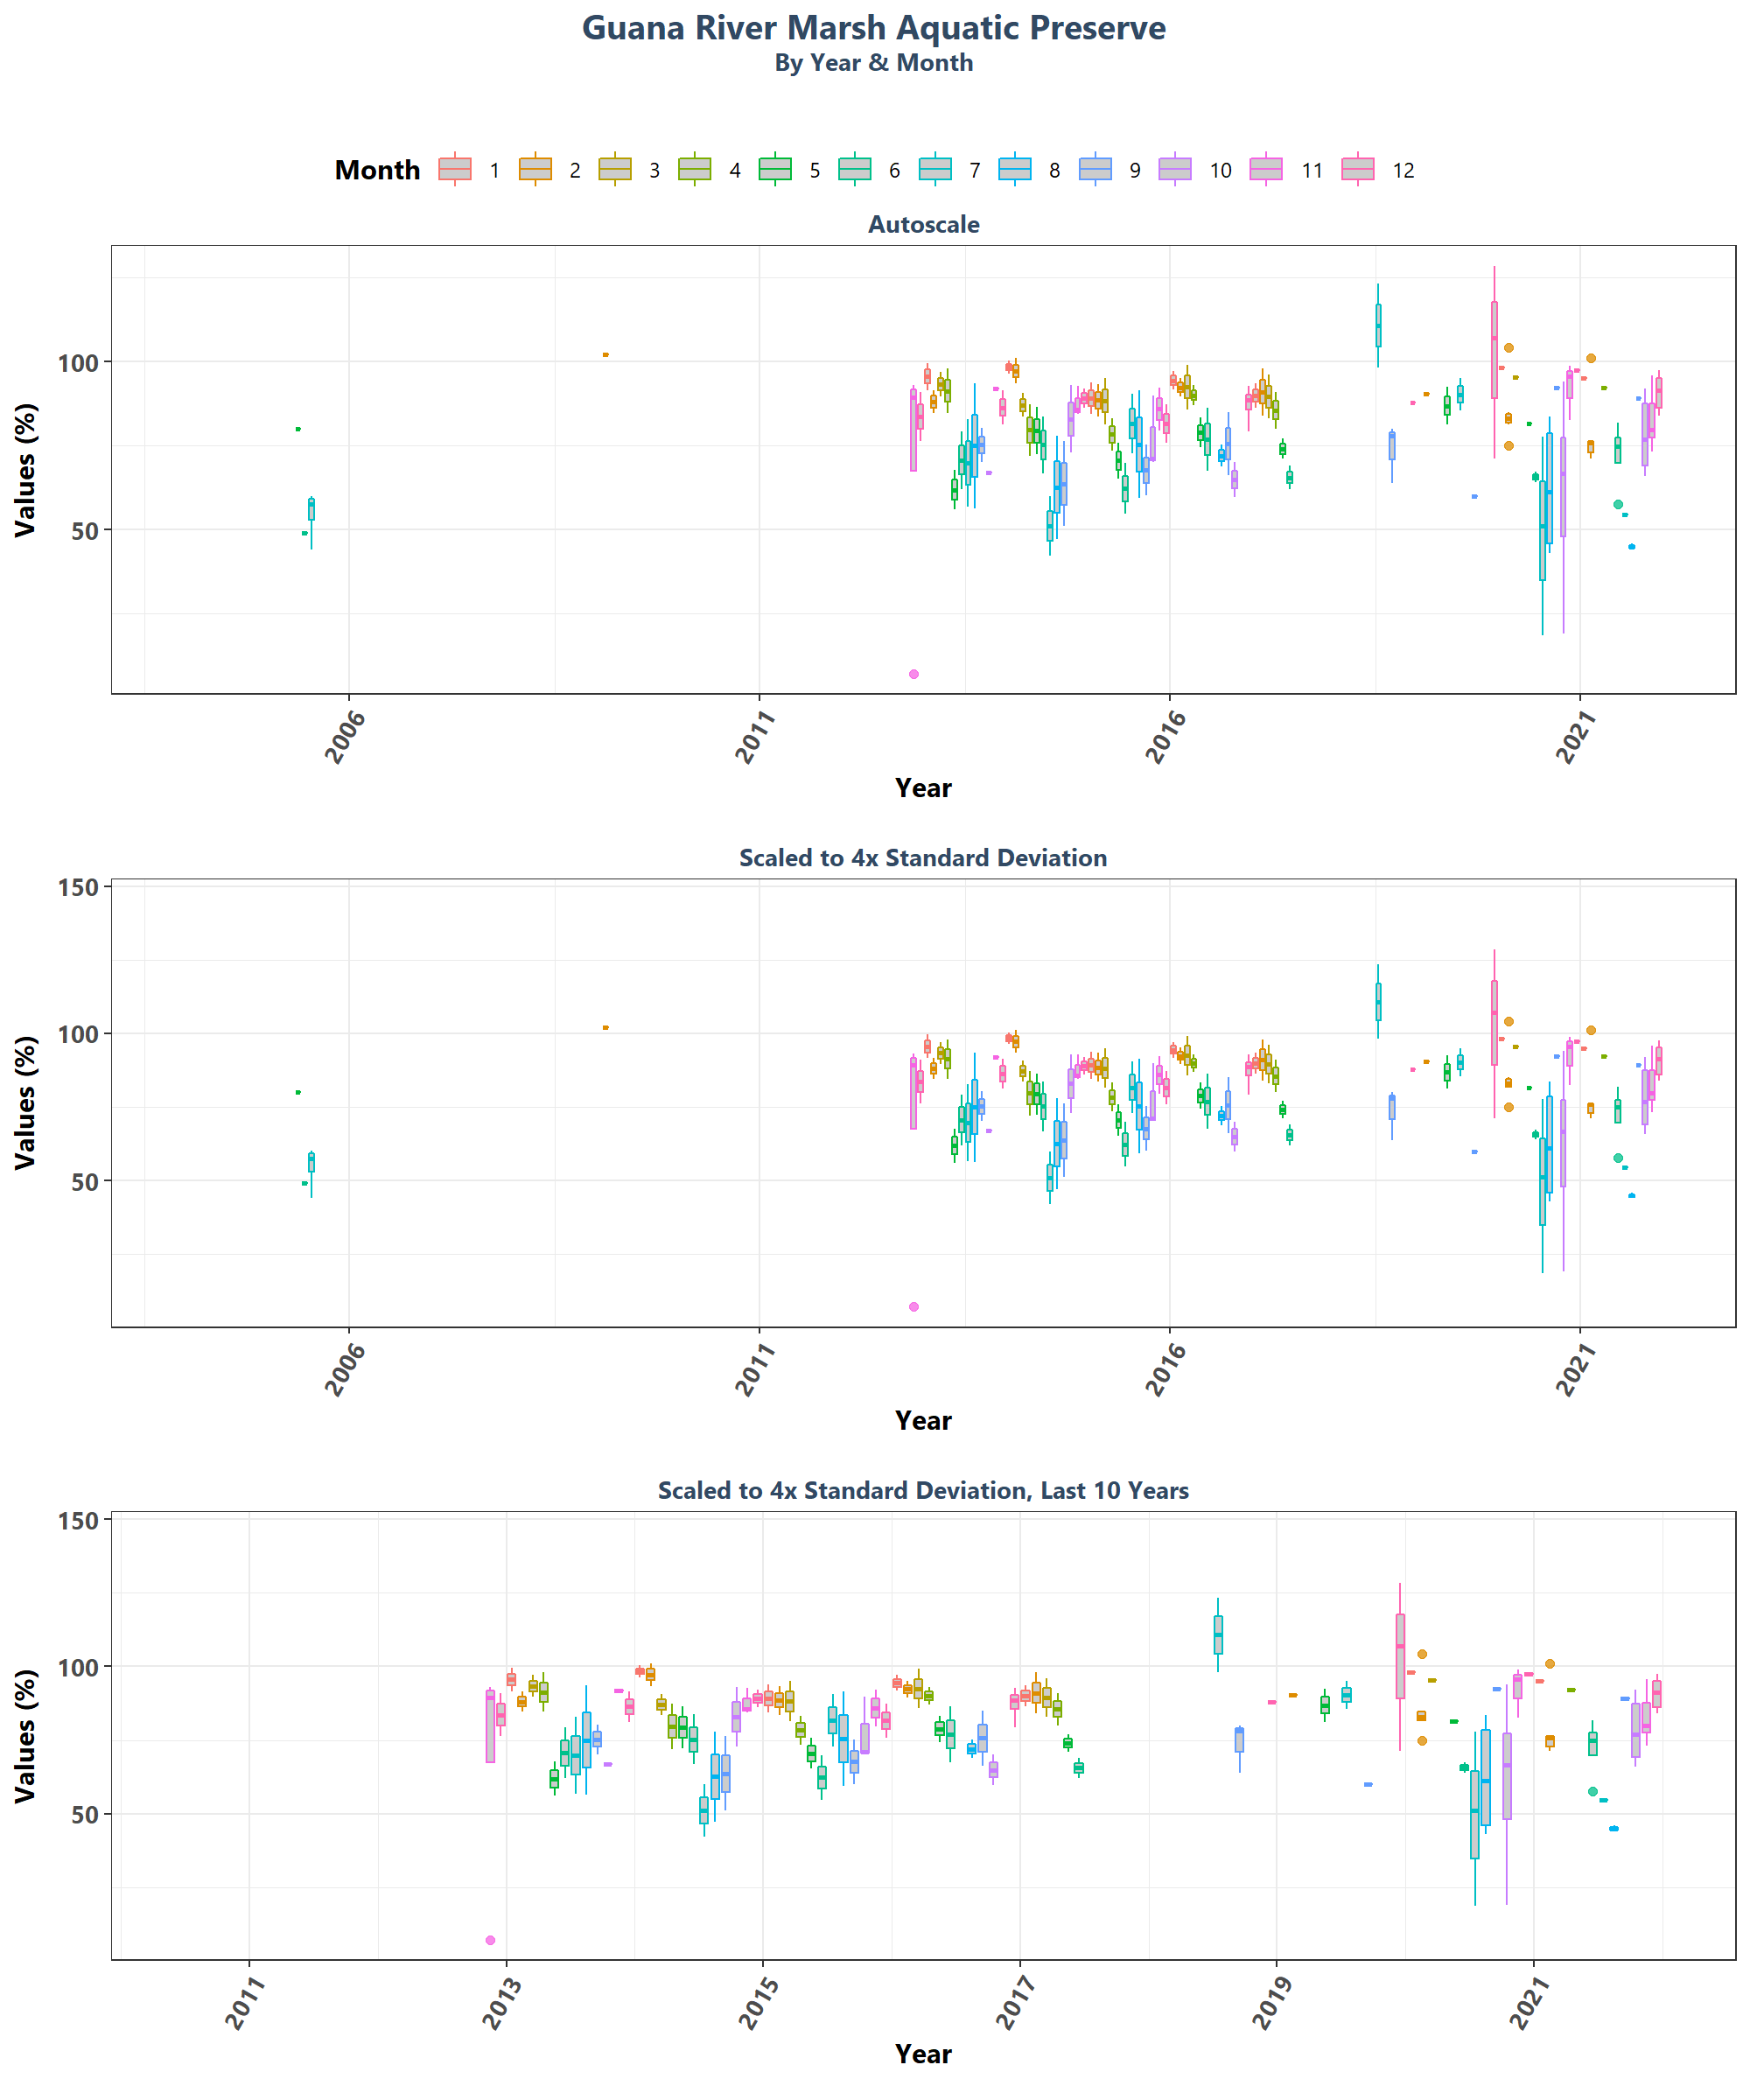 Guana River Marsh Aquatic Preserve
By Year & Month
Month 1 2 3 4 5 6 7 8 9 10 11 12
Autoscale
100
50
Values (%)
2006 2011 2016 2021
Year
Scaled to 4x Standard Deviation
150
100
50
Values (%)
2006 2011 2016 2021
Year
Scaled to 4x Standard Deviation, Last 10 Years
150
100
50
Values (%)
2011 2013 2015 2017 2019 2021
Year